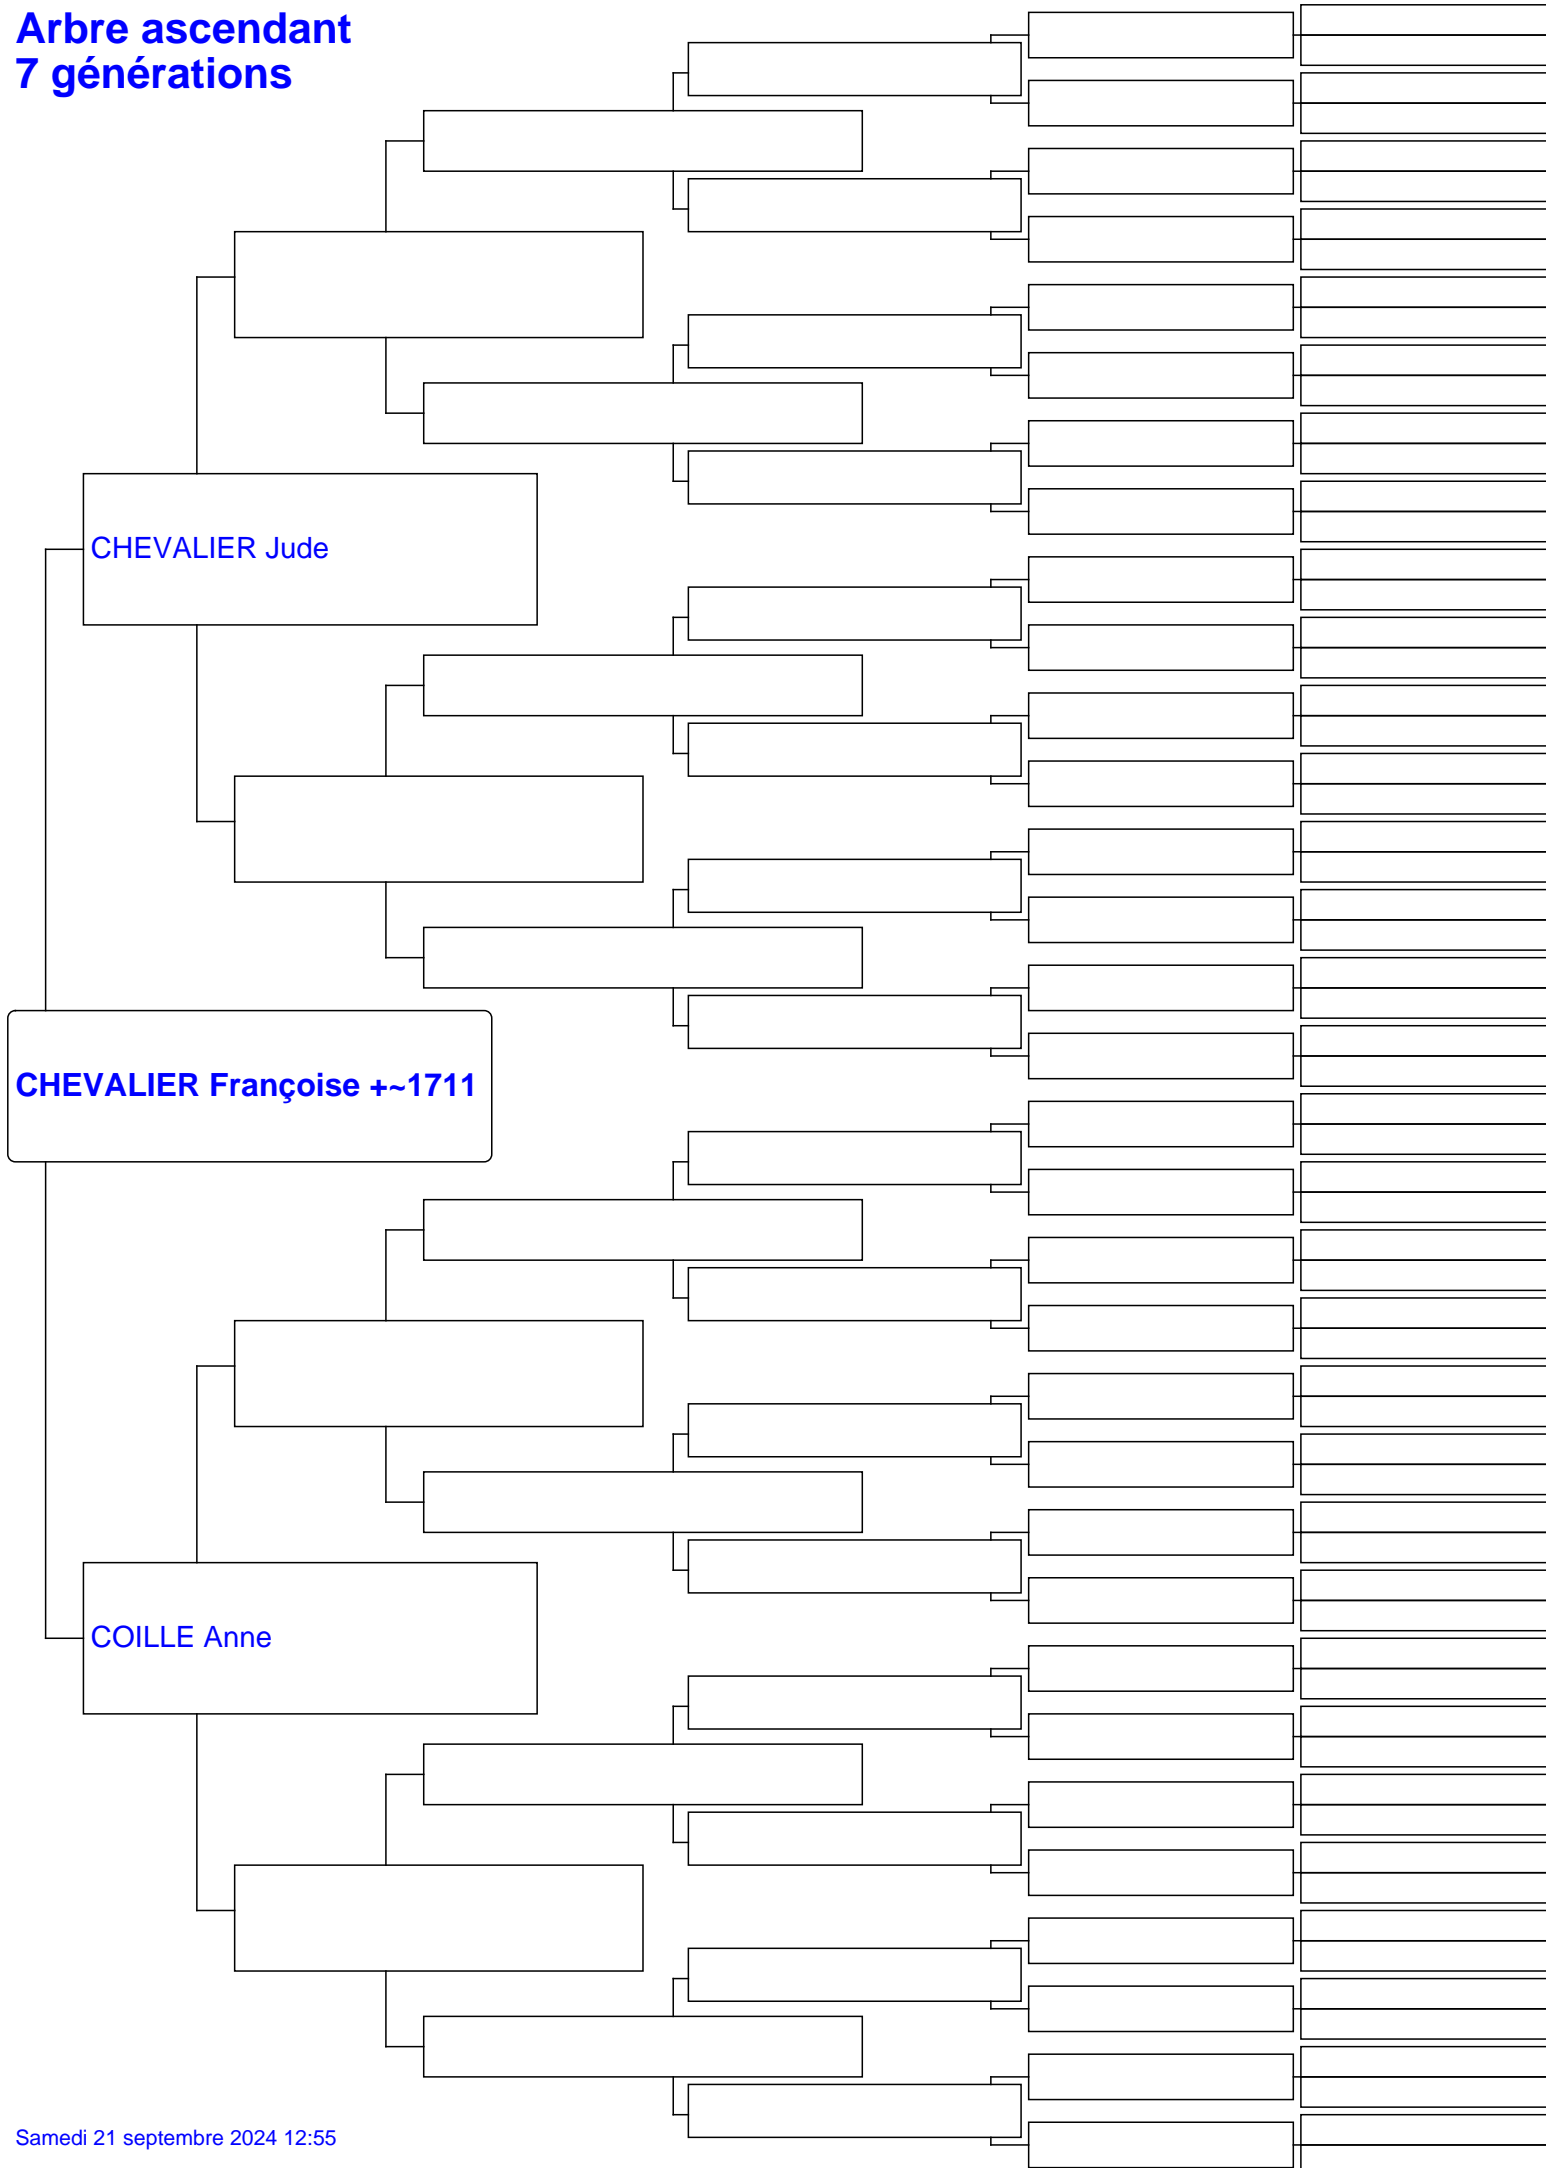 Arbre ascendant
7 générations
CHEVALIER Jude
CHEVALIER Françoise +~1711
COILLE Anne
Samedi 21 septembre 2024 12:55